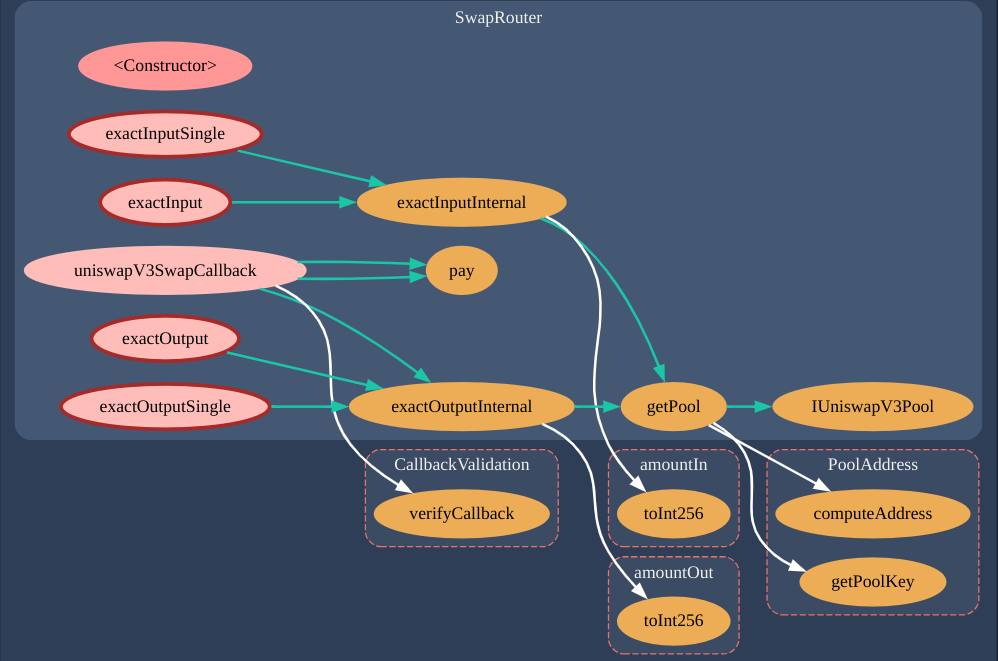 SwapRouter
<Constructor>
exactInputSingle
exactInput
exactInputInternal
uniswapV3SwapCallback
pay
exactOutput
exactOutputSingle
exactOutputInternal
getPool
IUniswapV3Pool
CallbackValidation
verifyCallback
amountIn
toInt256
PoolAddress
computeAddress
getPoolKey
amountOut
toInt256